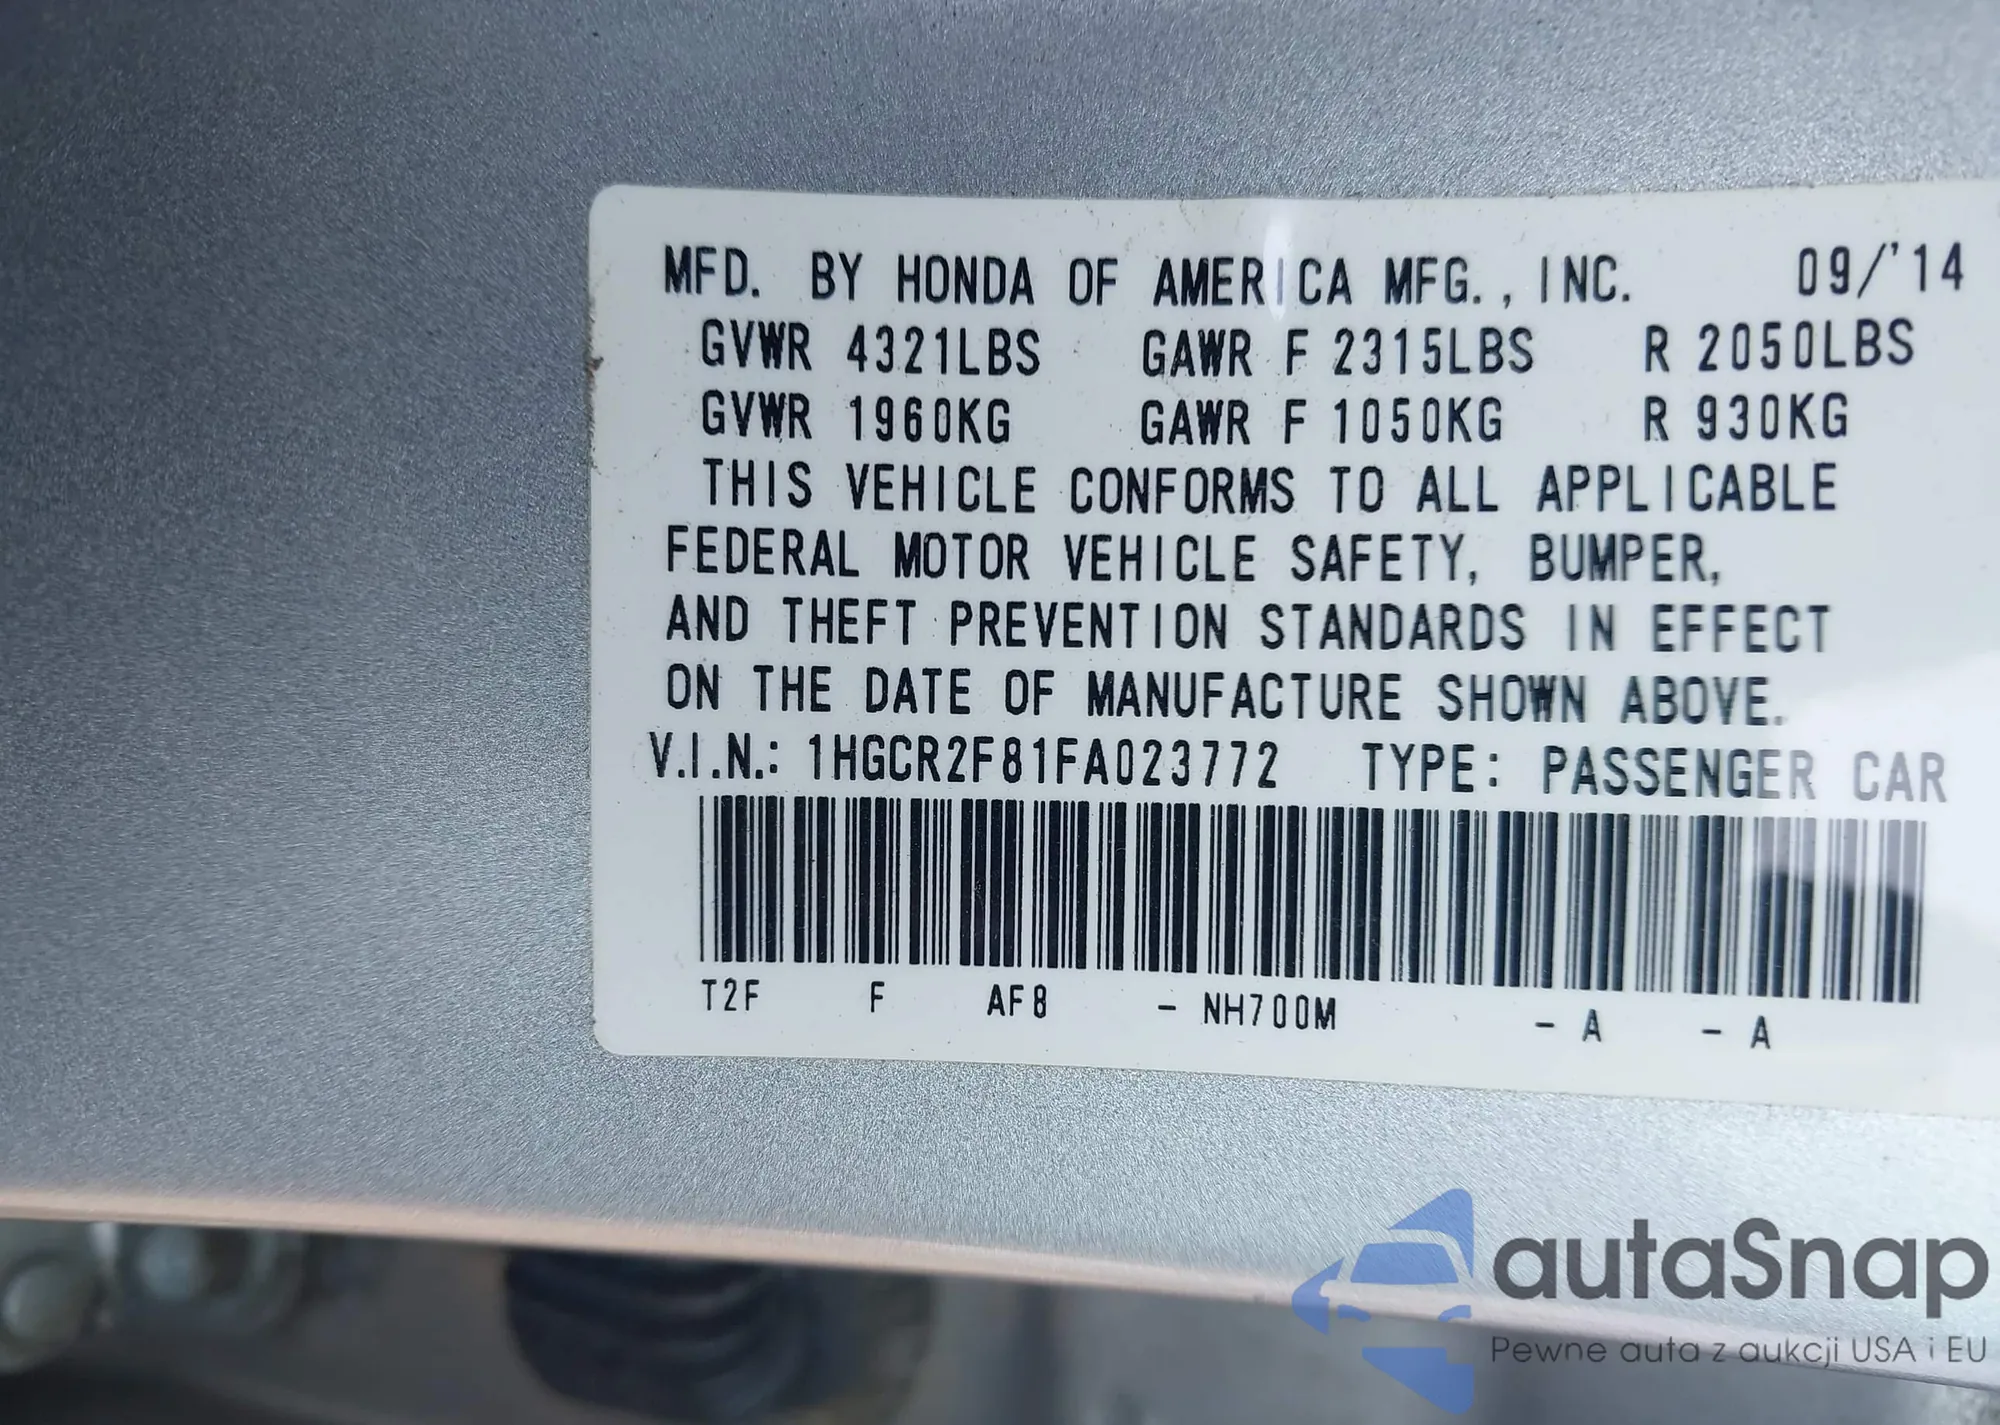 MFD. BY HONDA OF AMERICA MFG., INC. 09/'14
GVWR 4321LBS GAWR F 2315LBS R 2050LBS
GVWR 1960KG GAWR F 1050KG R 930KG
THIS VEHICLE CONFORMS TO ALL APPLICABLE
FEDERAL MOTOR VEHICLE SAFETY, BUMPER,
AND THEFT PREVENTION STANDARDS IN EFFECT
ON THE DATE OF MANUFACTURE SHOWN ABOVE.
V.I.N.: 1HGCR2F81FA023772 TYPE: PASSENGER CAR
T2F F AF8 - NH700M - A - A
autaSnap
Pewne auta z aukcji USA i EU